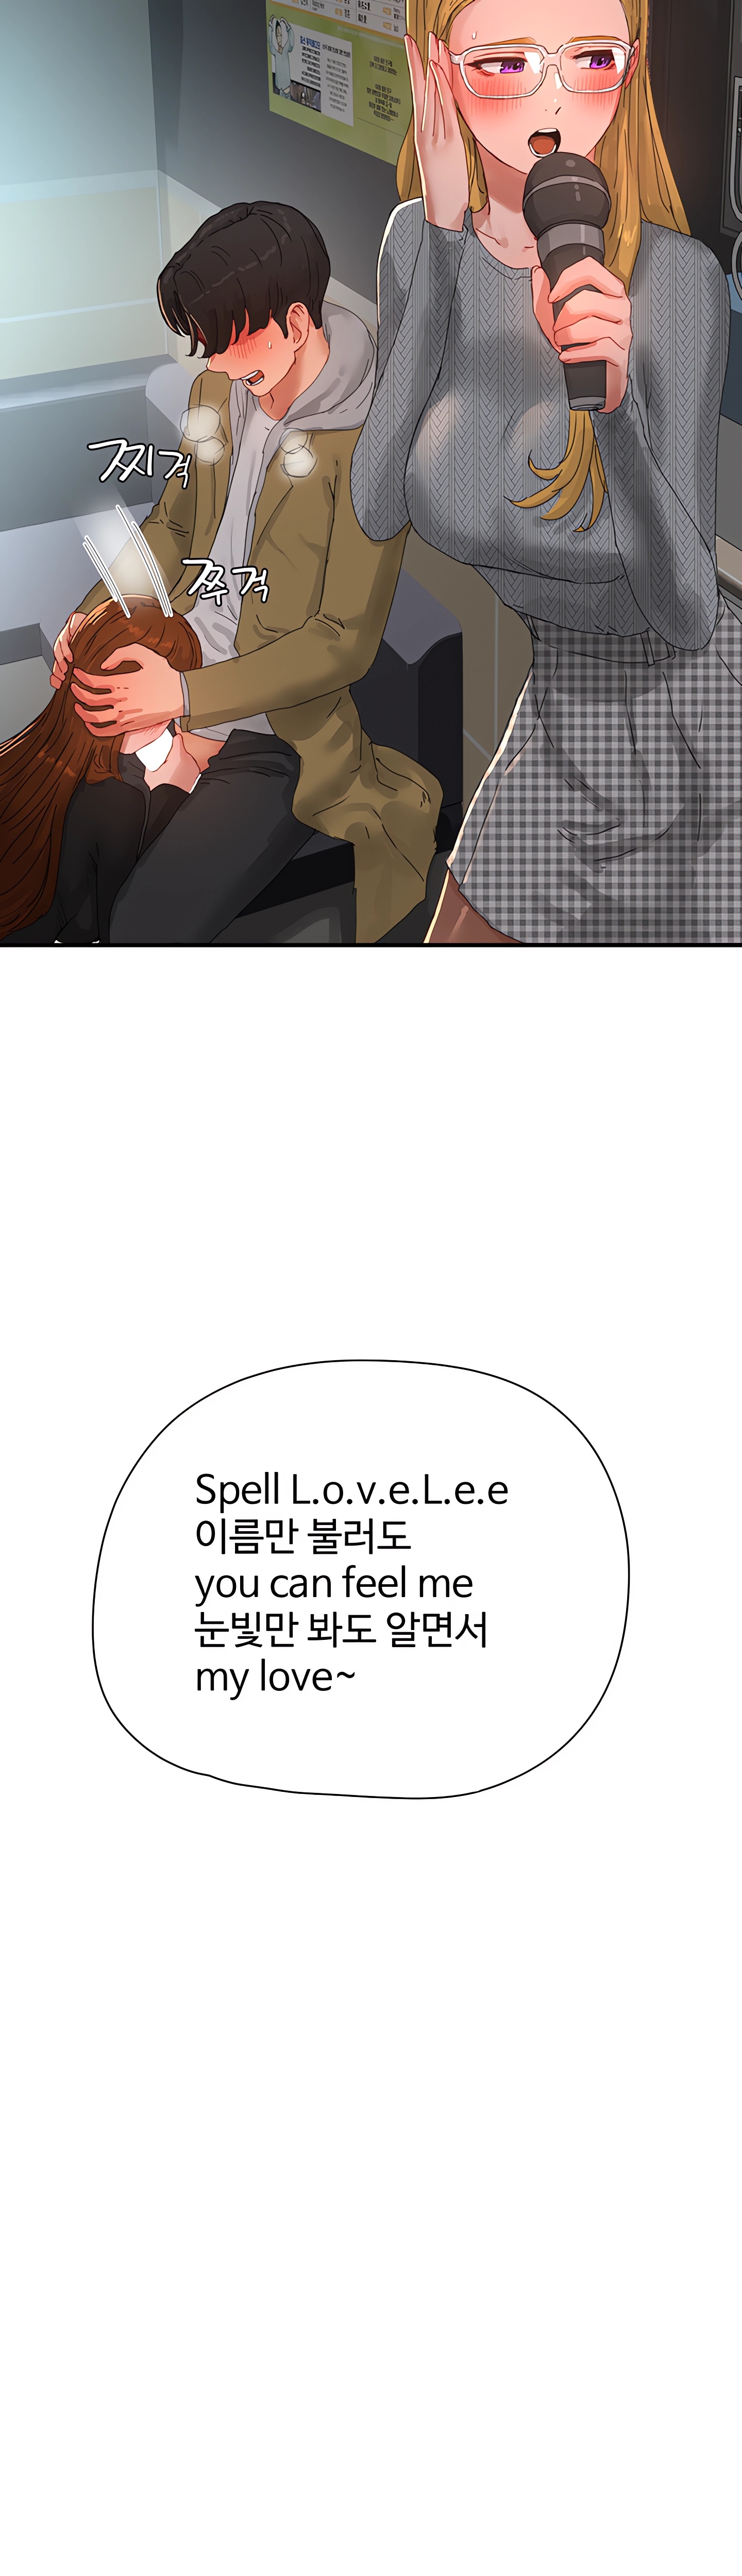 찌걱
쭈걱
Spell L.o.v.e.L.e.e
이름만 불러도
you can feel me
눈빛만 봐도 알면서
my love~